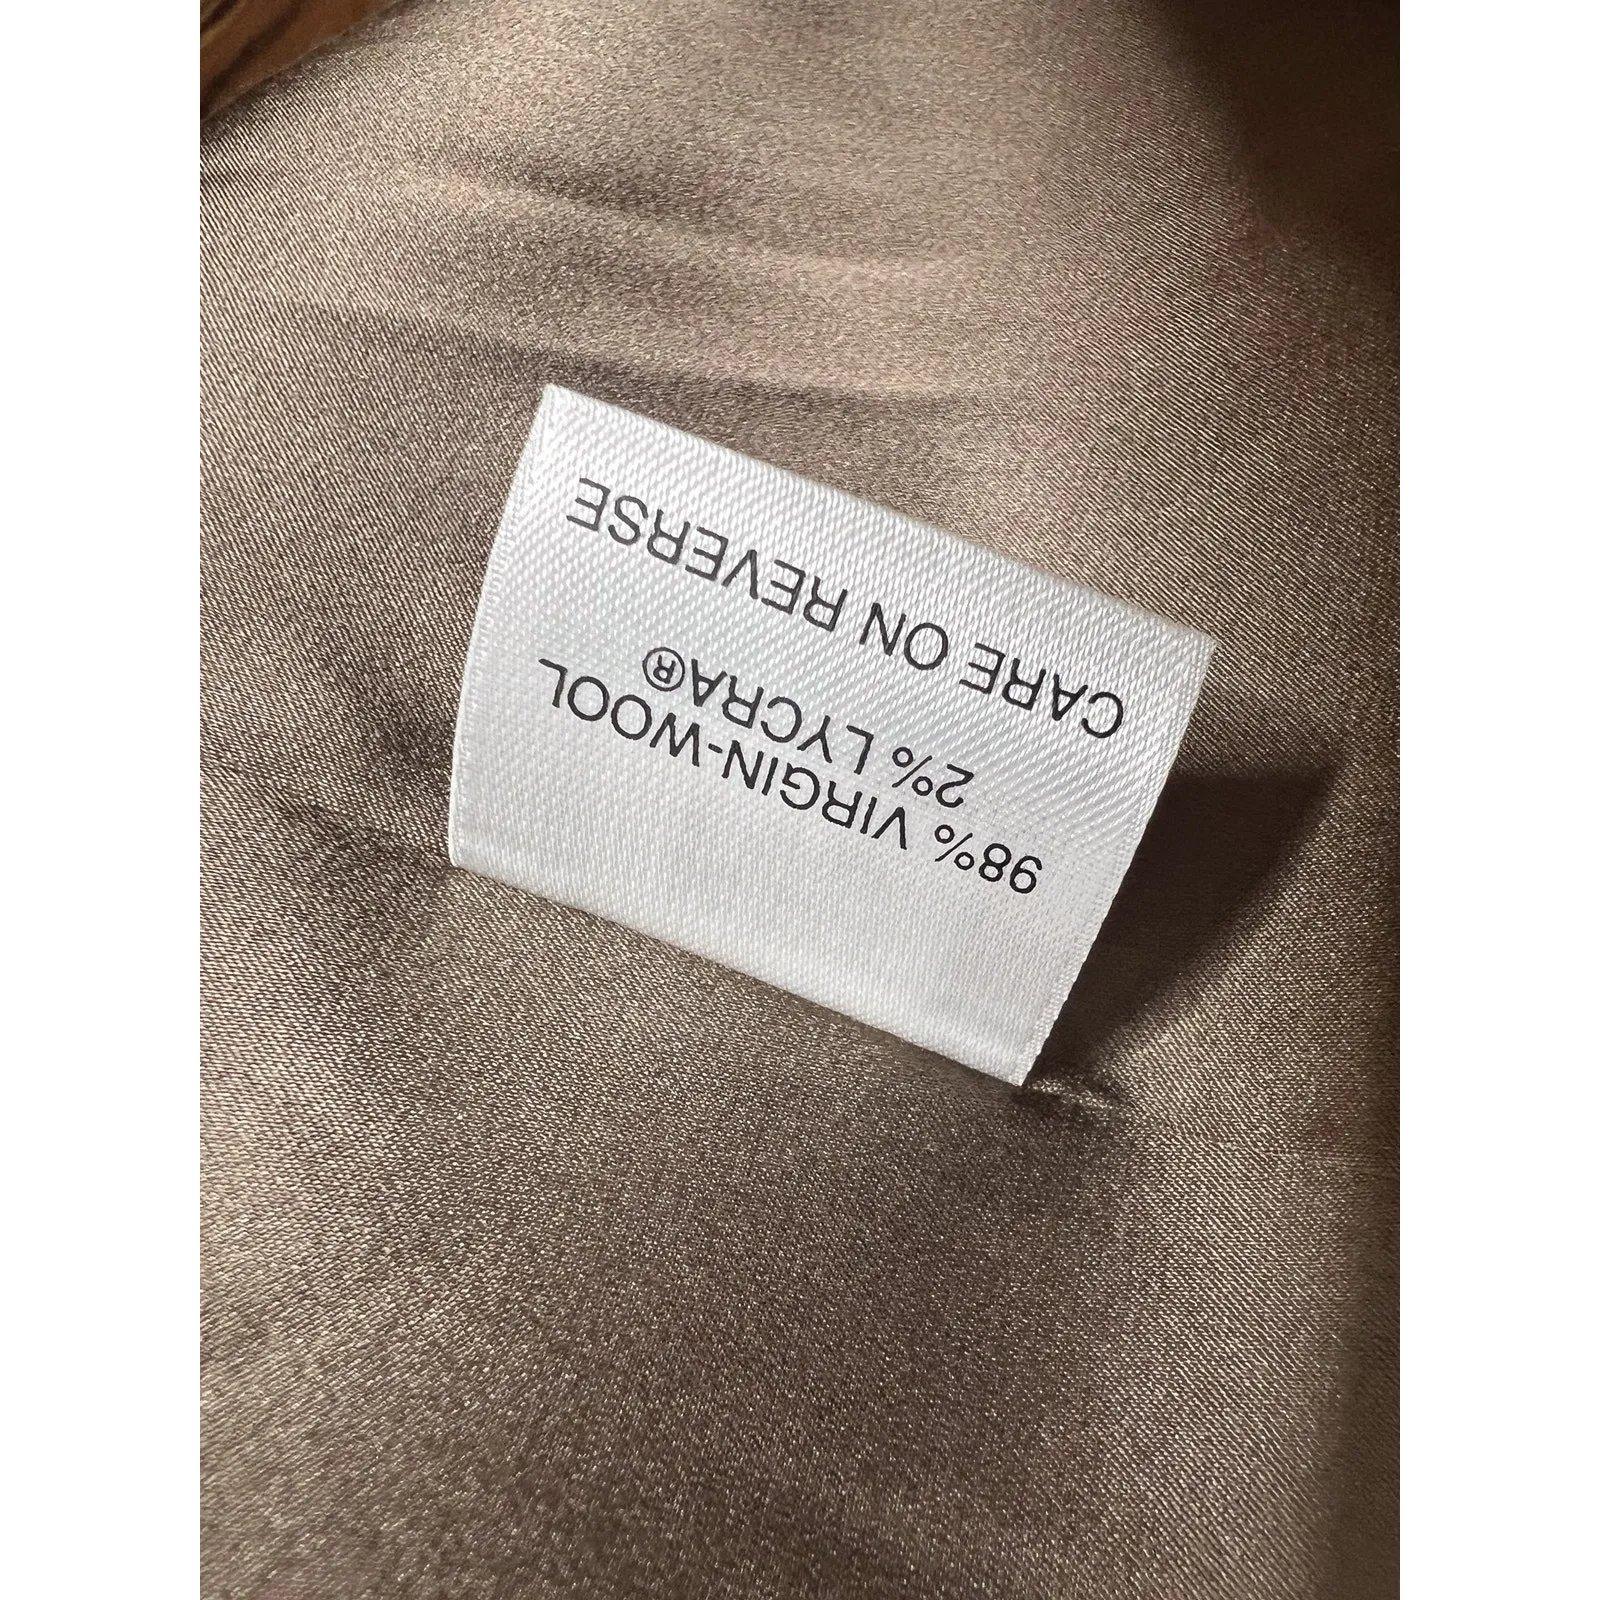 98% VIRGIN-WOOL
2% LYCRA®
CARE ON REVERSE